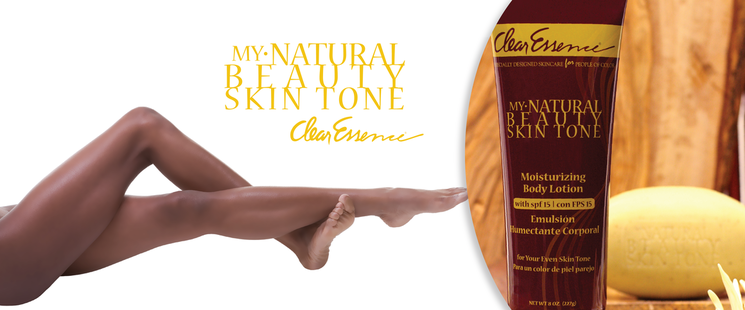 MY•NATURAL
BEAUTY
SKIN TONE
Clear Essence
Clear Essence
SPECIALLY DESIGNED SKINCARE for PEOPLE OF COLOR
MY•NATURAL
BEAUTY
SKIN TONE
Moisturizing
Body Lotion
with spf 15 | con FPS 15
Emulsion
Humectante Corporal
for Your Even Skin Tone
Para un color de piel parejo
NET WT 8 OZ. (227g)